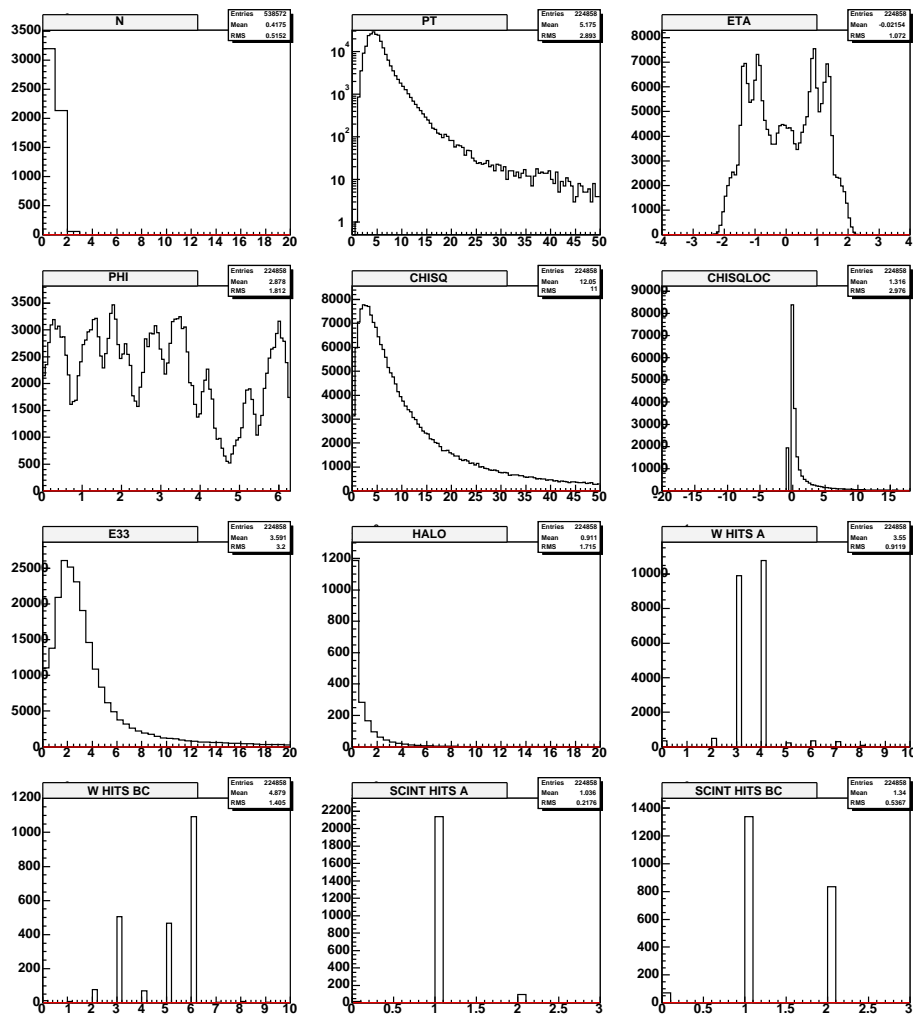 N
Entries 538572
Mean 0.4175
RMS 0.5152
3500
3000
2500
2000
1500
1000
500
0
0 2 4 6 8 10 12 14 16 18 20
PT
Entries 224858
Mean 5.175
RMS 2.893
10^4
10^3
10^2
10
1
0 5 10 15 20 25 30 35 40 45 50
ETA
Entries 224858
Mean -0.02154
RMS 1.072
8000
7000
6000
5000
4000
3000
2000
1000
0
-4 -3 -2 -1 0 1 2 3 4
PHI
Entries 224858
Mean 2.878
RMS 1.812
3500
3000
2500
2000
1500
1000
500
0
0 1 2 3 4 5 6
CHISQ
Entries 224858
Mean 12.05
RMS 11
8000
7000
6000
5000
4000
3000
2000
1000
0
0 5 10 15 20 25 30 35 40 45 50
CHISQLOC
Entries 224858
Mean 1.316
RMS 2.976
90000
80000
70000
60000
50000
40000
30000
20000
10000
0
-20 -15 -10 -5 0 5 10 15
E33
Entries 224858
Mean 3.591
RMS 3.2
25000
20000
15000
10000
5000
0
2 4 6 8 10 12 14 16 18 20
HALO
Entries 224858
Mean 0.911
RMS 1.715
1200
1000
800
600
400
200
0
0 2 4 6 8 10 12 14 16 18 20
W HITS A
Entries 224858
Mean 3.55
RMS 0.9119
10000
8000
6000
4000
2000
0
0 1 2 3 4 5 6 7 8 9 10
W HITS BC
Entries 224858
Mean 4.879
RMS 1.405
1200
1000
800
600
400
200
0
0 1 2 3 4 5 6 7 8 9 10
SCINT HITS A
Entries 224858
Mean 1.036
RMS 0.2176
2200
2000
1800
1600
1400
1200
1000
800
600
400
200
0
0 0.5 1 1.5 2 2.5 3
SCINT HITS BC
Entries 224858
Mean 1.34
RMS 0.5367
1400
1200
1000
800
600
400
200
0
0 0.5 1 1.5 2 2.5 3